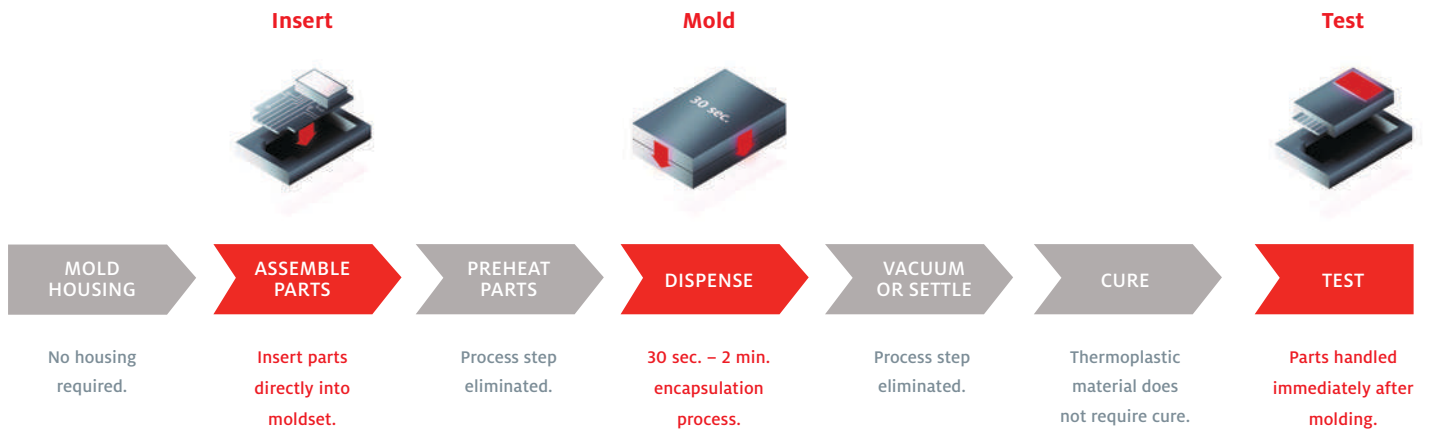 Insert
Mold
Test
30 sec.
MOLD
HOUSING
ASSEMBLE
PARTS
PREHEAT
PARTS
DISPENSE
VACUUM
OR SETTLE
CURE
TEST
No housing
required.
Insert parts
directly into
moldset.
Process step
eliminated.
30 sec. – 2 min.
encapsulation
process.
Process step
eliminated.
Thermoplastic
material does
not require cure.
Parts handled
immediately after
molding.